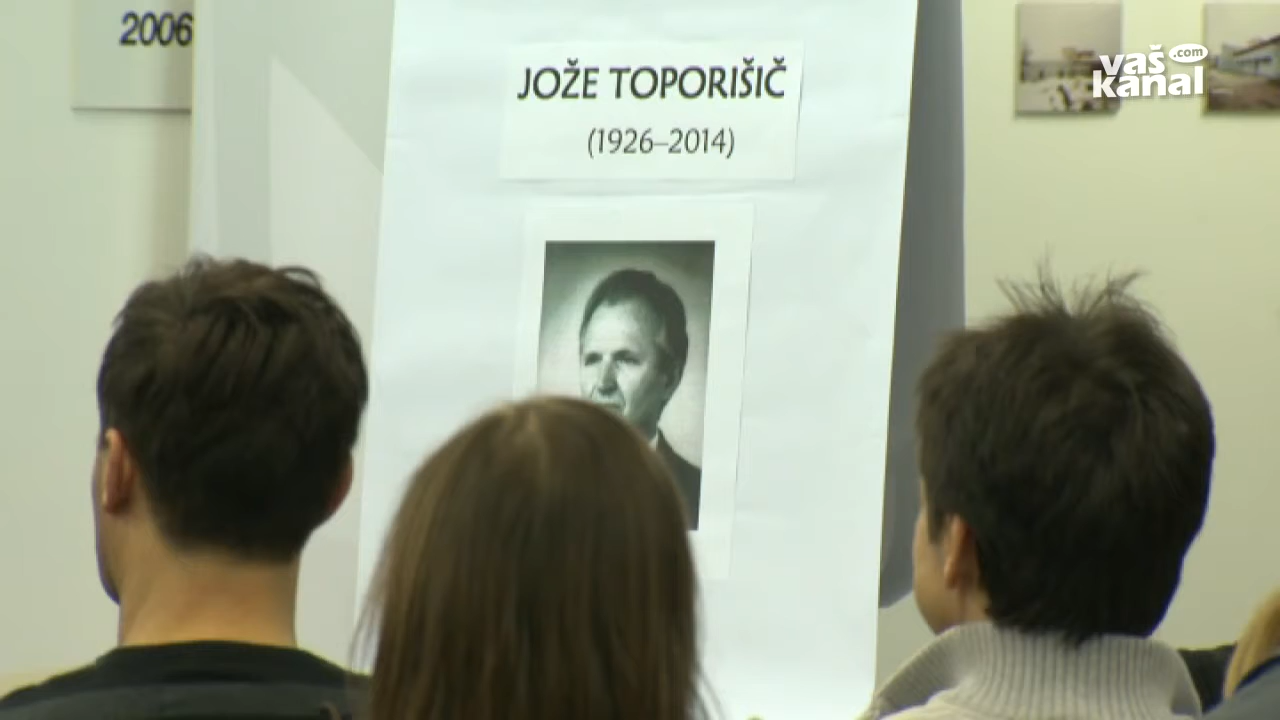 2006
JOŽE TOPORIŠIČ
(1926–2014)
vaš .com
kanal